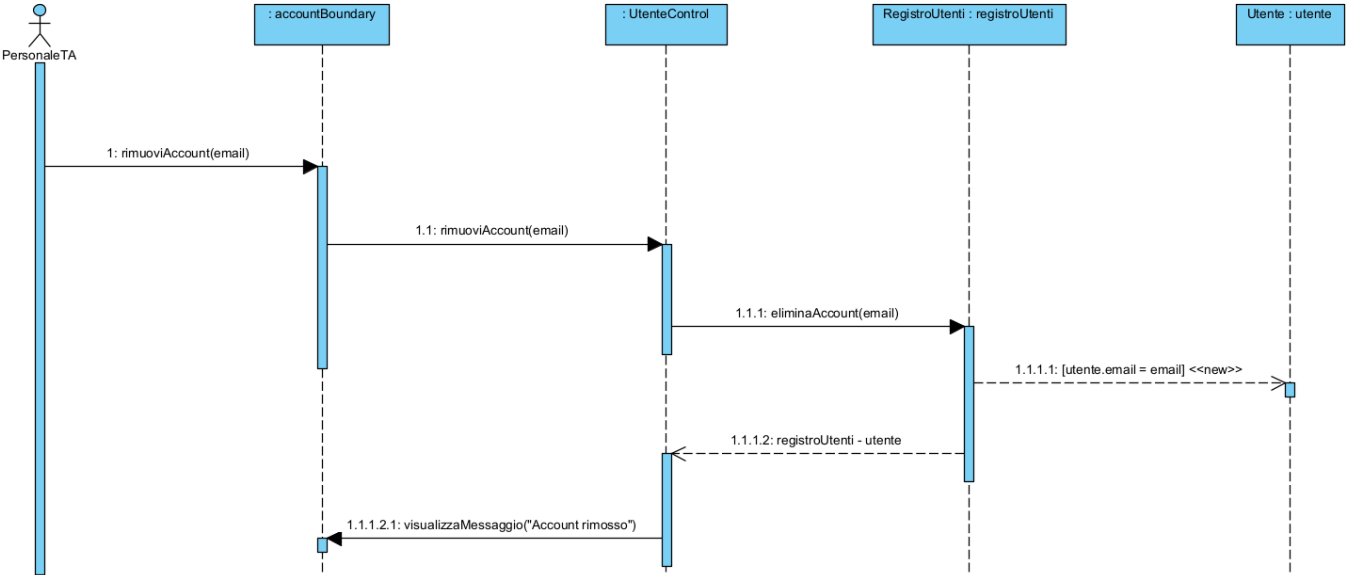 : accountBoundary
: UtenteControl
RegistroUtenti : registroUtenti
Utente : utente
PersonaleTA
1: rimuoviAccount(email)
1.1: rimuoviAccount(email)
1.1.1: eliminaAccount(email)
1.1.1.1: [utente.email = email] <<new>>
1.1.1.2: registroUtenti - utente
1.1.1.2.1: visualizzaMessaggio("Account rimosso")